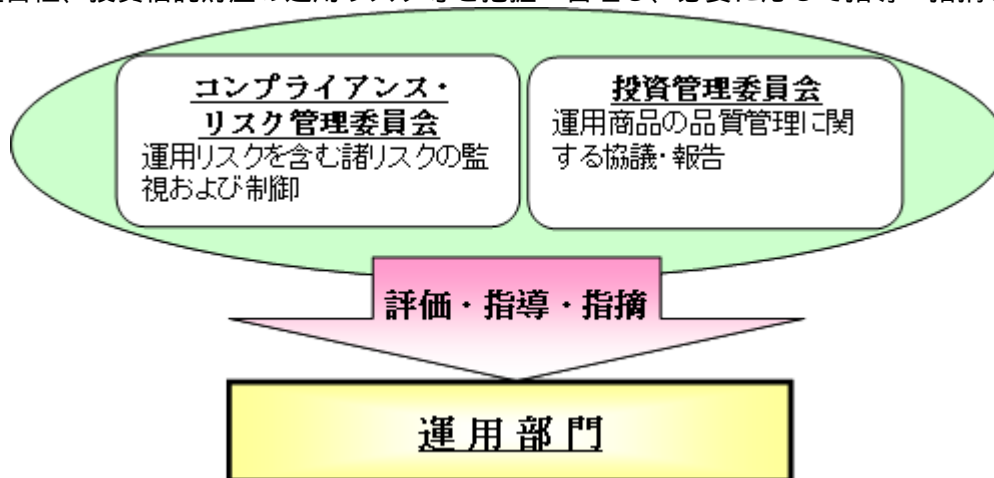 コンプライアンス・
リスク管理委員会
運用リスクを含む諸リスクの監
視および制御
投資管理委員会
運用商品の品質管理に関
する協議・報告
評価・指導・指摘
運用部門